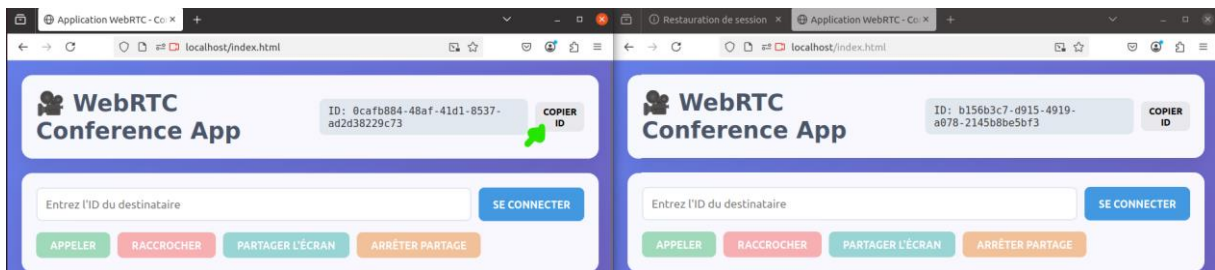 Application WebRTC - Co
localhost/index.html
WebRTC
Conference App
ID: 0cafb884-48af-41d1-8537-
ad2d38229c73
COPIER
ID
Entrez l'ID du destinataire
SE CONNECTER
APPELER RACCROCHER PARTAGER L'ÉCRAN ARRÊTER PARTAGE
Restauration de session Application WebRTC - Co
localhost/index.html
WebRTC
Conference App
ID: b156b3c7-d915-4919-
a078-2145b8be5bf3
COPIER
ID
Entrez l'ID du destinataire
SE CONNECTER
APPELER RACCROCHER PARTAGER L'ÉCRAN ARRÊTER PARTAGE